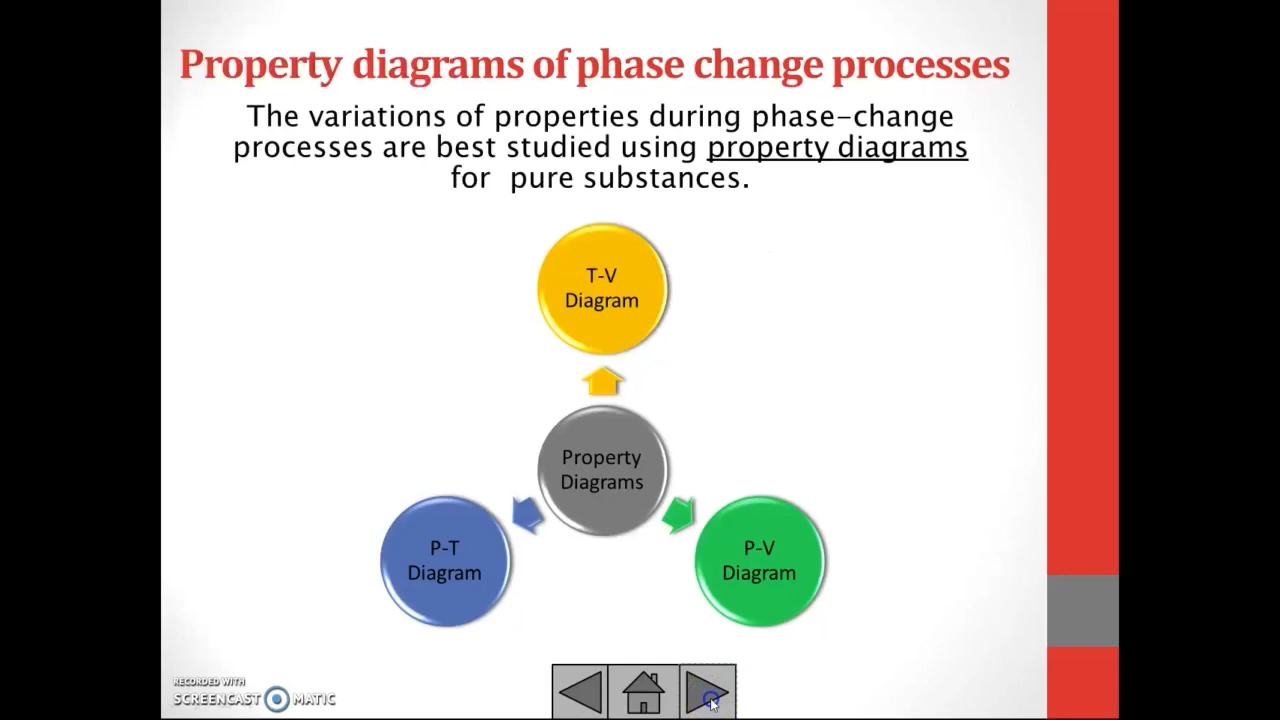 Property diagrams of phase change processes
The variations of properties during phase-change
processes are best studied using property diagrams
for pure substances.
T-V
Diagram
Property
Diagrams
P-T
Diagram
P-V
Diagram
RECORDED WITH
SCREENCAST MATIC